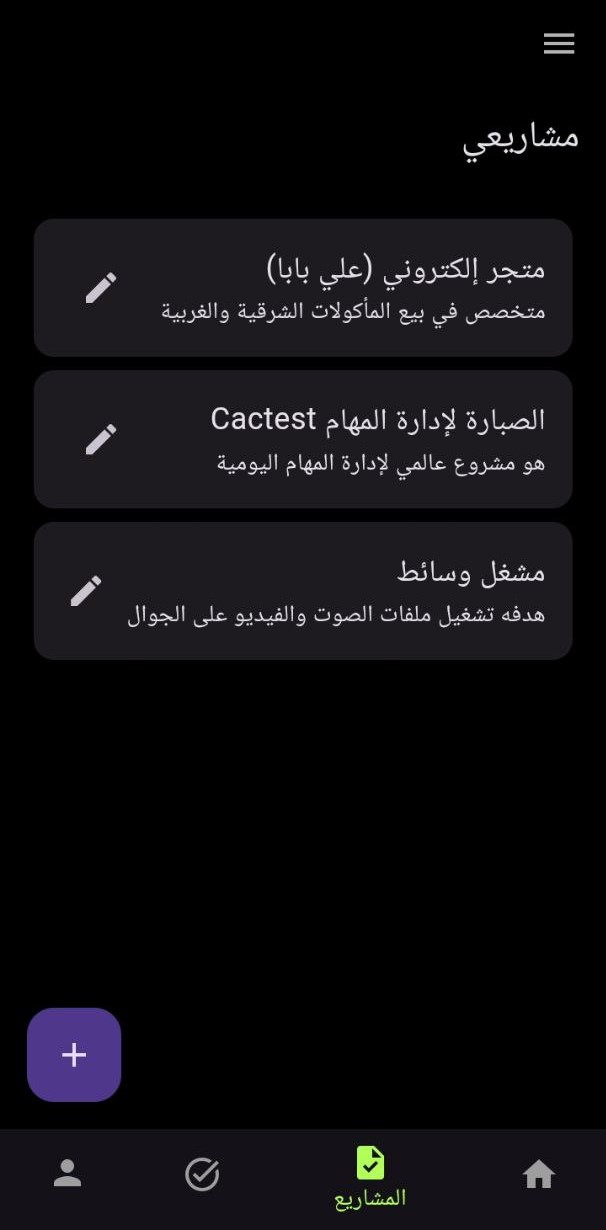 مشاريعي
متجر إلكتروني (علي بابا)
متخصص في بيع المأكولات الشرقية والغربية
الصبارة لإدارة المهام Cactest
هو مشروع عالمي لإدارة المهام اليومية
مشغل وسائط
هدفه تشغيل ملفات الصوت والفيديو على الجوال
المشاريع